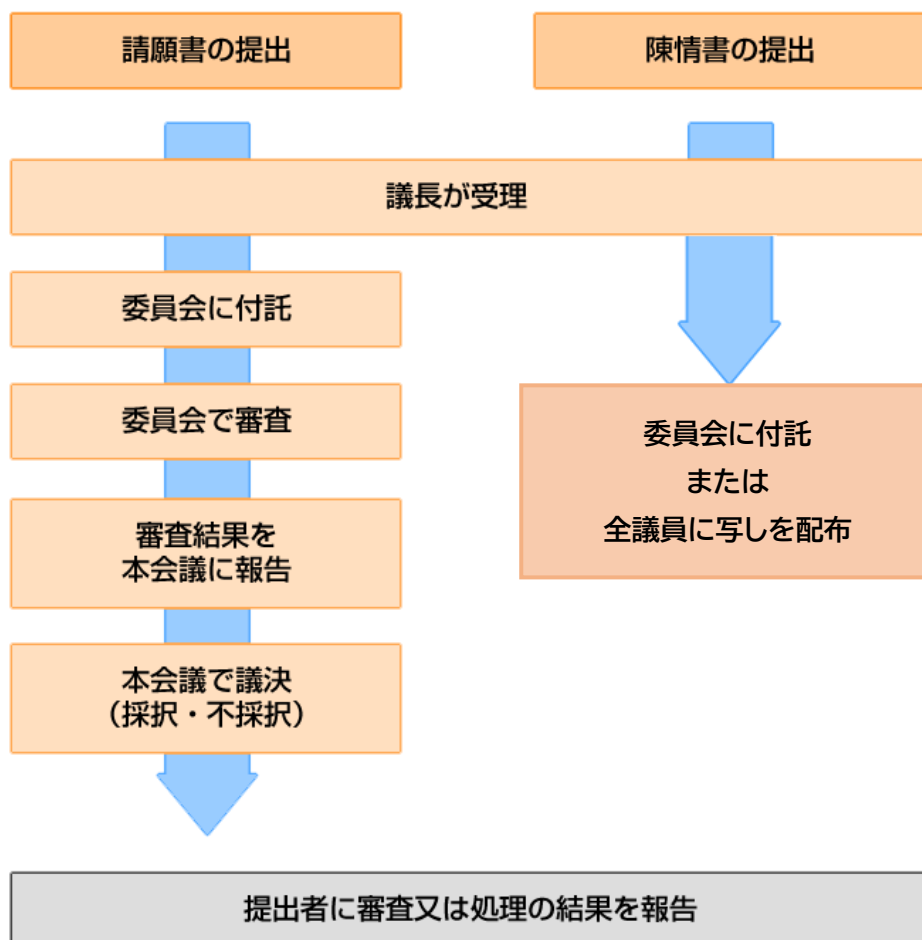 請願書の提出
陳情書の提出
議長が受理
委員会に付託
委員会で審査
審査結果を
本会議に報告
本会議で議決
（採択・不採択）
委員会に付託
または
全議員に写しを配布
提出者に審査又は処理の結果を報告